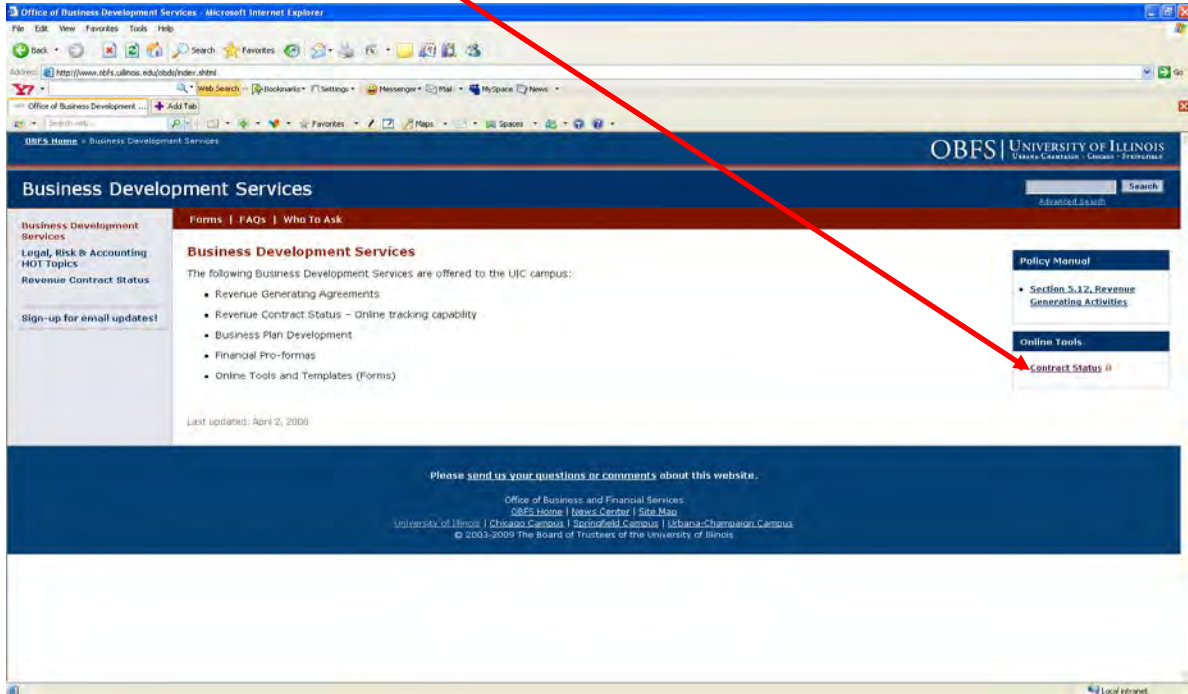 Office of Business Development Services - Microsoft Internet Explorer
File Edit View Favorites Tools Help
Back Search Favorites
Address http://www.obfs.uillinois.edu/obds/index.shtml Go
Web Search Bookmarks Settings Messenger Mail MySpace News
Office of Business Development ... Add Tab
Favorites Maps Spaces
OBFS Home > Business Development Services
OBFS | UNIVERSITY OF ILLINOIS
URBANA-CHAMPAIGN · CHICAGO · SPRINGFIELD
Business Development Services
Search
Advanced Search
Forms | FAQs | Who To Ask
Business Development Services
Legal, Risk & Accounting HOT Topics
Revenue Contract Status
Sign-up for email updates!
Business Development Services
The following Business Development Services are offered to the UIC campus:
• Revenue Generating Agreements
• Revenue Contract Status – Online tracking capability
• Business Plan Development
• Financial Pro-formas
• Online Tools and Templates (Forms)
Last updated: April 2, 2008
Policy Manual
• Section 5.12, Revenue
Generating Activities
Online Tools
Contract Status
Please send us your questions or comments about this website.
Office of Business and Financial Services
OBFS Home | News Center | Site Map
University of Illinois | Chicago Campus | Springfield Campus | Urbana-Champaign Campus
© 2003-2009 The Board of Trustees of the University of Illinois
Local intranet